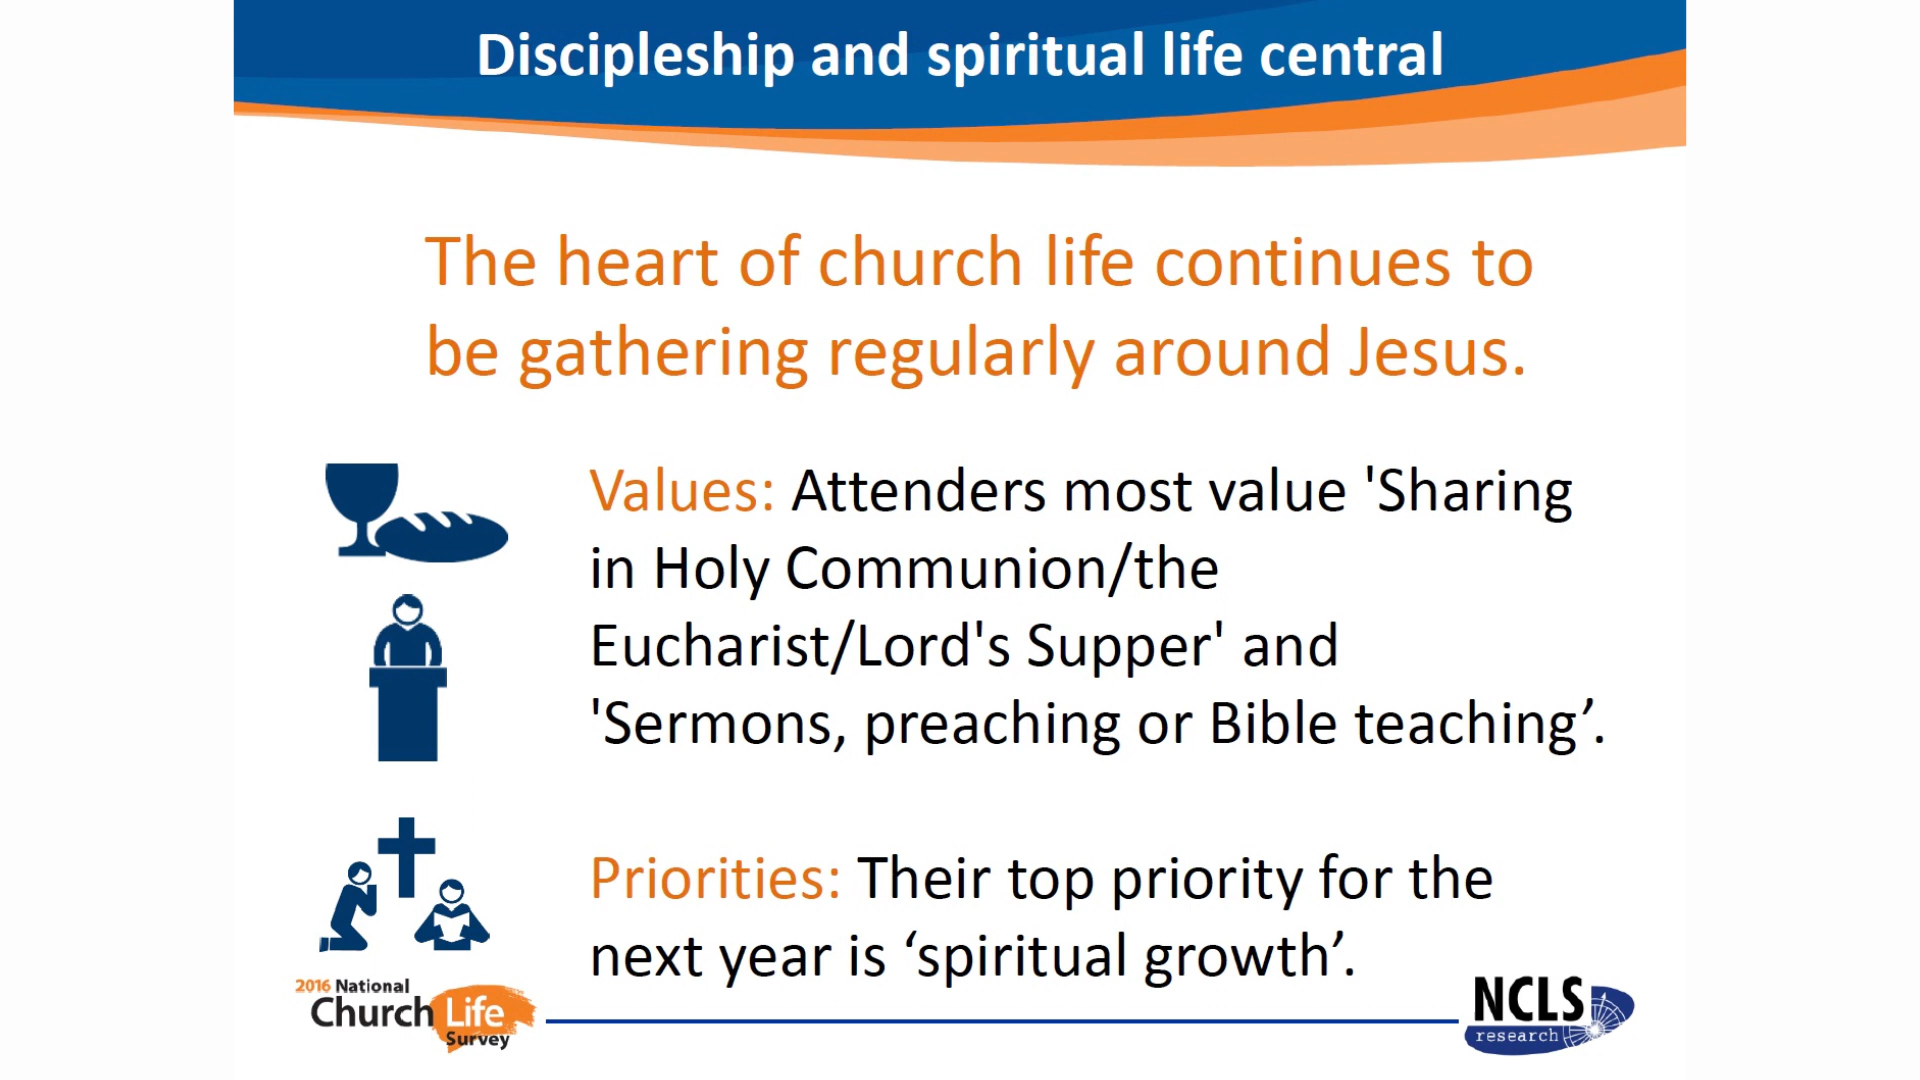 Discipleship and spiritual life central
The heart of church life continues to
be gathering regularly around Jesus.
Values: Attenders most value 'Sharing
in Holy Communion/the
Eucharist/Lord's Supper' and
'Sermons, preaching or Bible teaching’.
Priorities: Their top priority for the
next year is ‘spiritual growth’.
2016 National
Church Life
Survey
NCLS
research